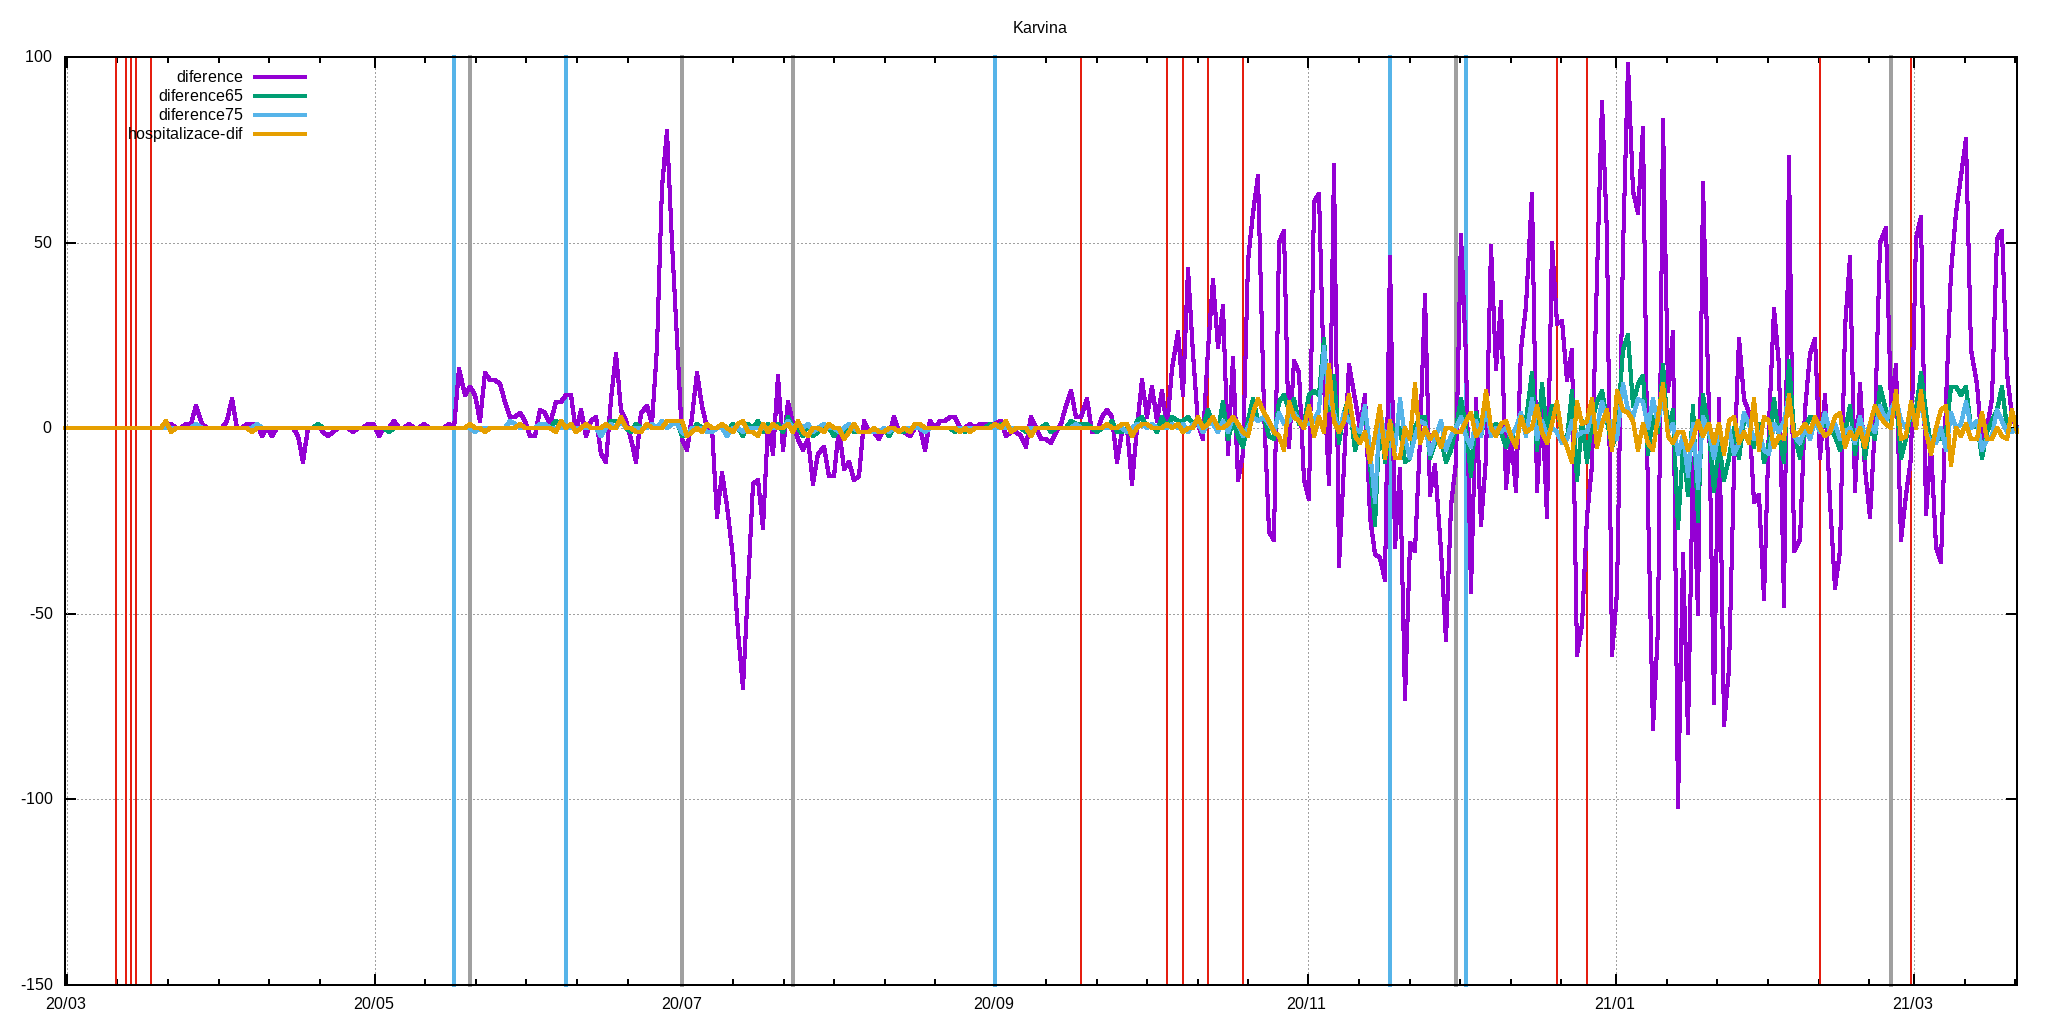 Karvina
100
diference
diference65
diference75
hospitalizace-dif
50
0
-50
-100
-150
20/03 20/05 20/07 20/09 20/11 21/01 21/03